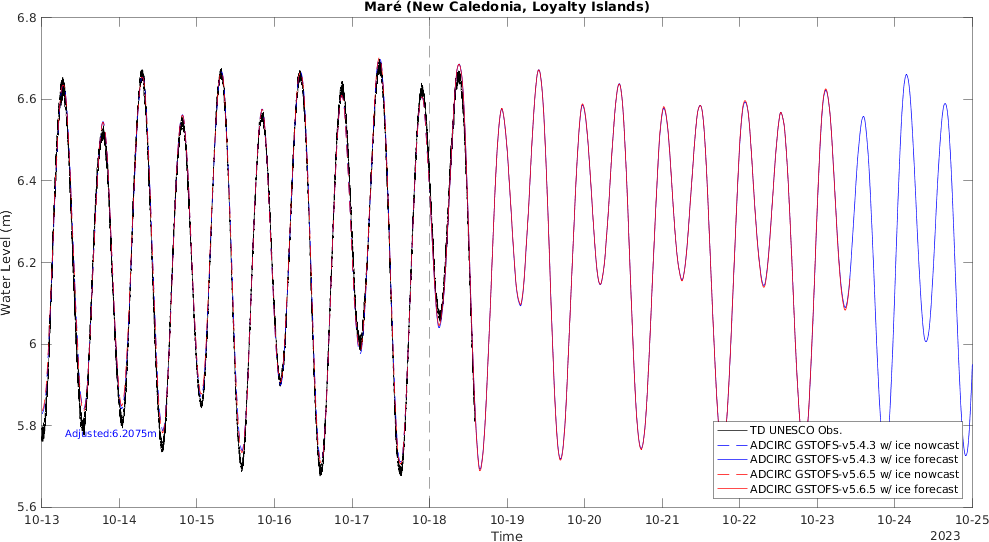 Maré (New Caledonia, Loyalty Islands)
6.8
6.6
6.4
6.2
6
5.8
5.6
Water Level (m)
Adjusted:6.2075m
TD UNESCO Obs.
ADCIRC GSTOFS-v5.4.3 w/ ice nowcast
ADCIRC GSTOFS-v5.4.3 w/ ice forecast
ADCIRC GSTOFS-v5.6.5 w/ ice nowcast
ADCIRC GSTOFS-v5.6.5 w/ ice forecast
10-13 10-14 10-15 10-16 10-17 10-18 10-19 10-20 10-21 10-22 10-23 10-24 10-25
Time
2023